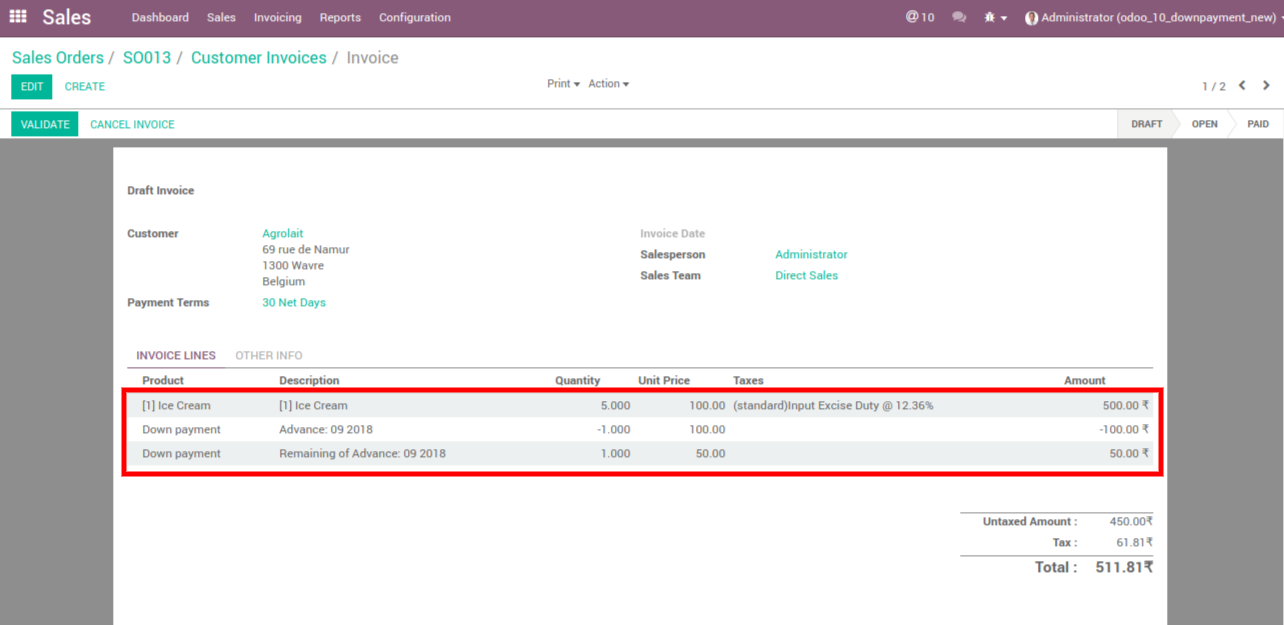 Sales Dashboard Sales Invoicing Reports Configuration @ 10 Administrator (odoo_10_downpayment_new)
Sales Orders / SO013 / Customer Invoices / Invoice
EDIT CREATE Print Action 1 / 2
VALIDATE CANCEL INVOICE DRAFT OPEN PAID
Draft Invoice
Customer Agrolait Invoice Date
69 rue de Namur Salesperson Administrator
1300 Wavre
Belgium Sales Team Direct Sales
Payment Terms 30 Net Days
INVOICE LINES OTHER INFO
Product Description Quantity Unit Price Taxes Amount
[1] Ice Cream [1] Ice Cream 5.000 100.00 (standard)Input Excise Duty @ 12.36% 500.00 ₹
Down payment Advance: 09 2018 -1.000 100.00 -100.00 ₹
Down payment Remaining of Advance: 09 2018 1.000 50.00 50.00 ₹
Untaxed Amount : 450.00₹
Tax : 61.81₹
Total : 511.81₹